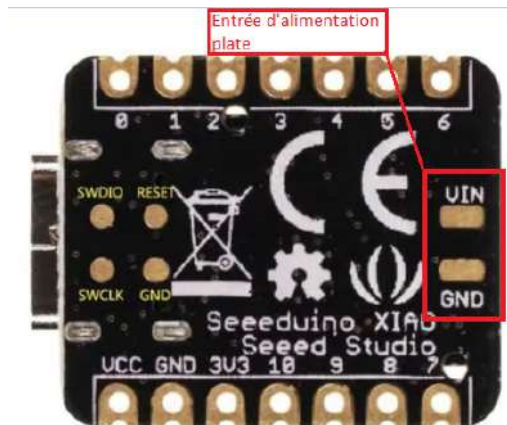 Entrée d'alimentation
plate
0 1 2 3 4 5 6
SWDIO RESET
VIN
SWCLK GND
GND
Seeeduino XIAO
Seeed Studio
VCC GND 3V3 10 9 8 7